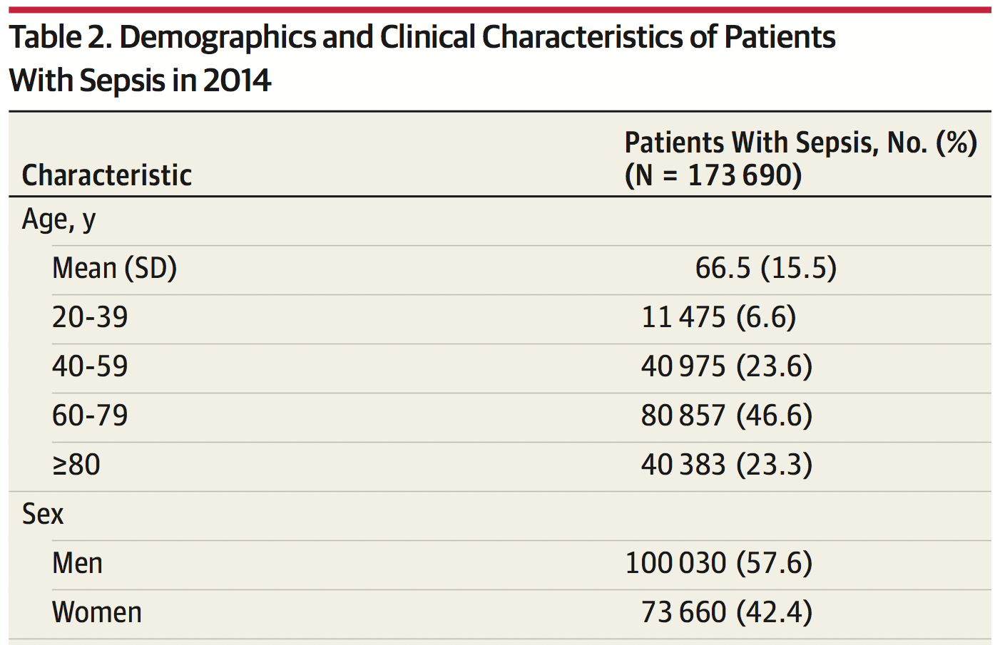 Table 2. Demographics and Clinical Characteristics of Patients
With Sepsis in 2014
Characteristic
Patients With Sepsis, No. (%)
(N = 173 690)
Age, y
Mean (SD) 66.5 (15.5)
20-39 11 475 (6.6)
40-59 40 975 (23.6)
60-79 80 857 (46.6)
≥80 40 383 (23.3)
Sex
Men 100 030 (57.6)
Women 73 660 (42.4)